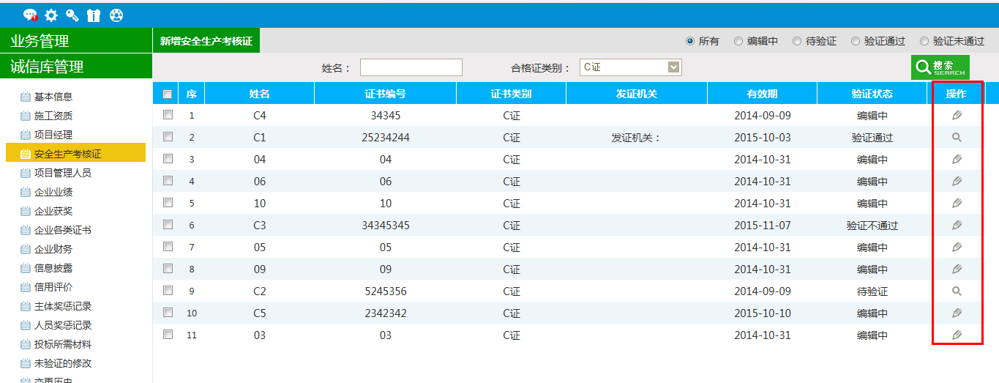 业务管理
诚信库管理
基本信息
施工资质
项目经理
安全生产考核证
项目管理人员
企业业绩
企业获奖
企业各类证书
企业财务
信息披露
信用评价
主体奖惩记录
人员奖惩记录
投标所需材料
未验证的修改
变更历史
新增安全生产考核证 所有 编辑中 待验证 验证通过 验证未通过
姓名： 合格证类别： C证 搜索 SEARCH
序 姓名 证书编号 证书类别 发证机关 有效期 验证状态 操作
1 C4 34345 C证 2014-09-09 编辑中
2 C1 25234244 C证 发证机关： 2015-10-03 验证通过
3 04 04 C证 2014-10-31 编辑中
4 06 06 C证 2014-10-31 编辑中
5 10 10 C证 2014-10-31 编辑中
6 C3 34345345 C证 2015-11-07 验证不通过
7 05 05 C证 2014-10-31 编辑中
8 09 09 C证 2014-10-31 编辑中
9 C2 5245356 C证 2014-09-09 待验证
10 C5 2342342 C证 2015-10-10 编辑中
11 03 03 C证 2014-10-31 编辑中